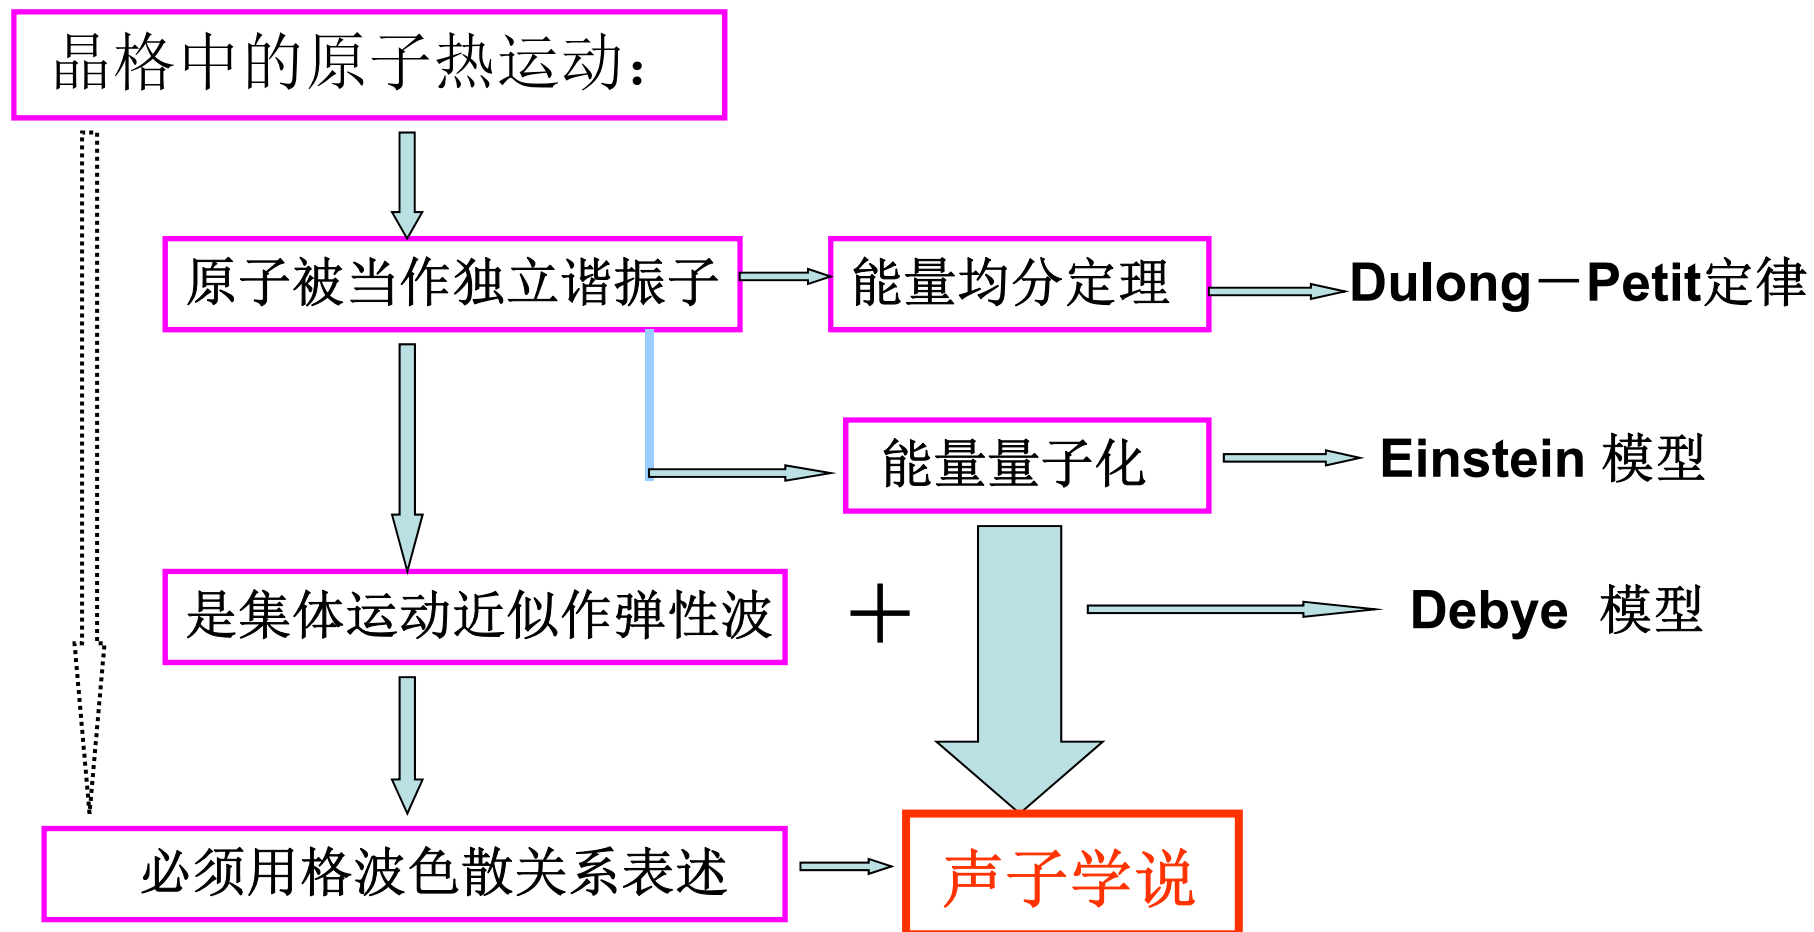 晶格中的原子热运动：
原子被当作独立谐振子
能量均分定理
Dulong－Petit定律
能量量子化
Einstein 模型
是集体运动近似作弹性波
＋
Debye 模型
必须用格波色散关系表述
声子学说